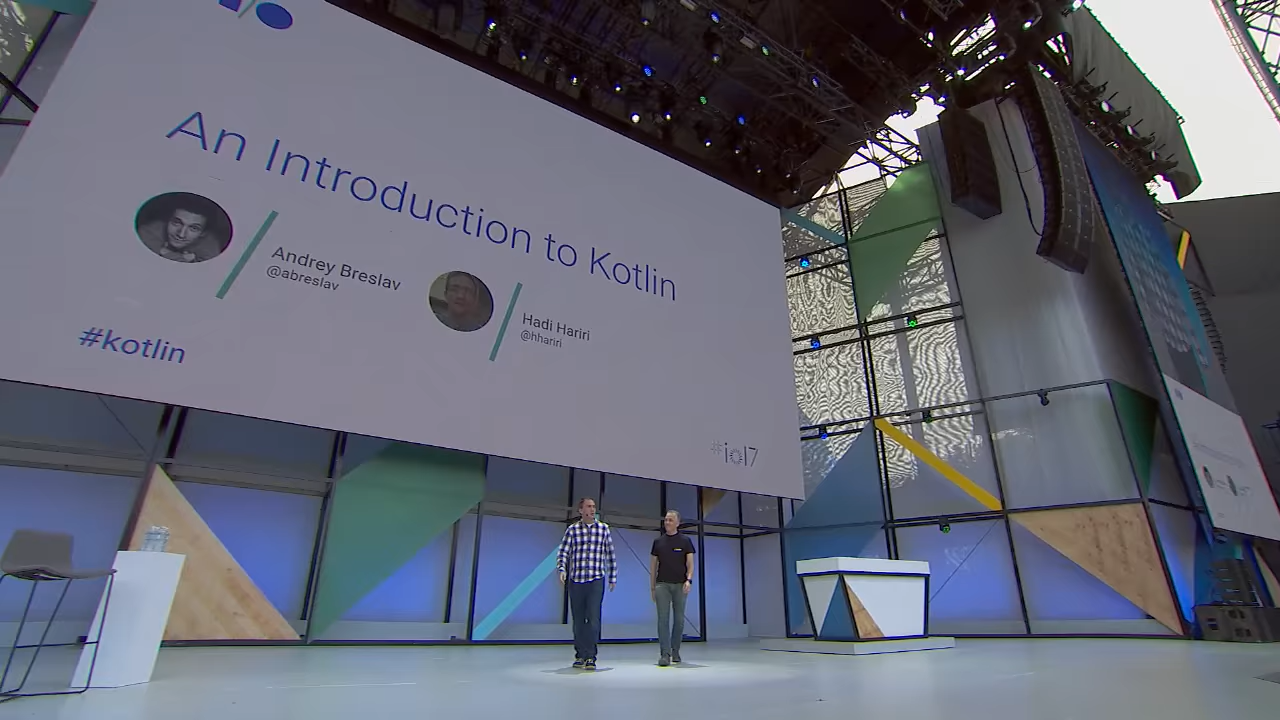 I/O
An Introduction to Kotlin
Andrey Breslav
@abreslav
Hadi Hariri
@hhariri
#kotlin
#io17